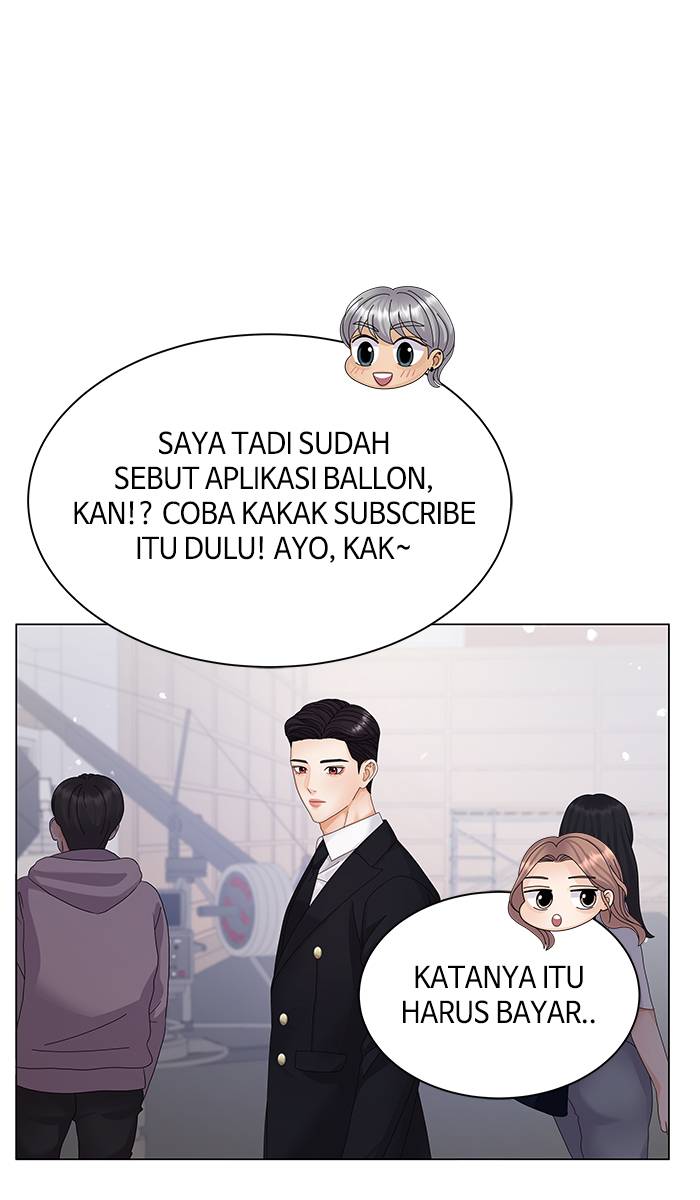 SAYA TADI SUDAH
SEBUT APLIKASI BALLON,
KAN!? COBA KAKAK SUBSCRIBE
ITU DULU! AYO, KAK~
KATANYA ITU
HARUS BAYAR..